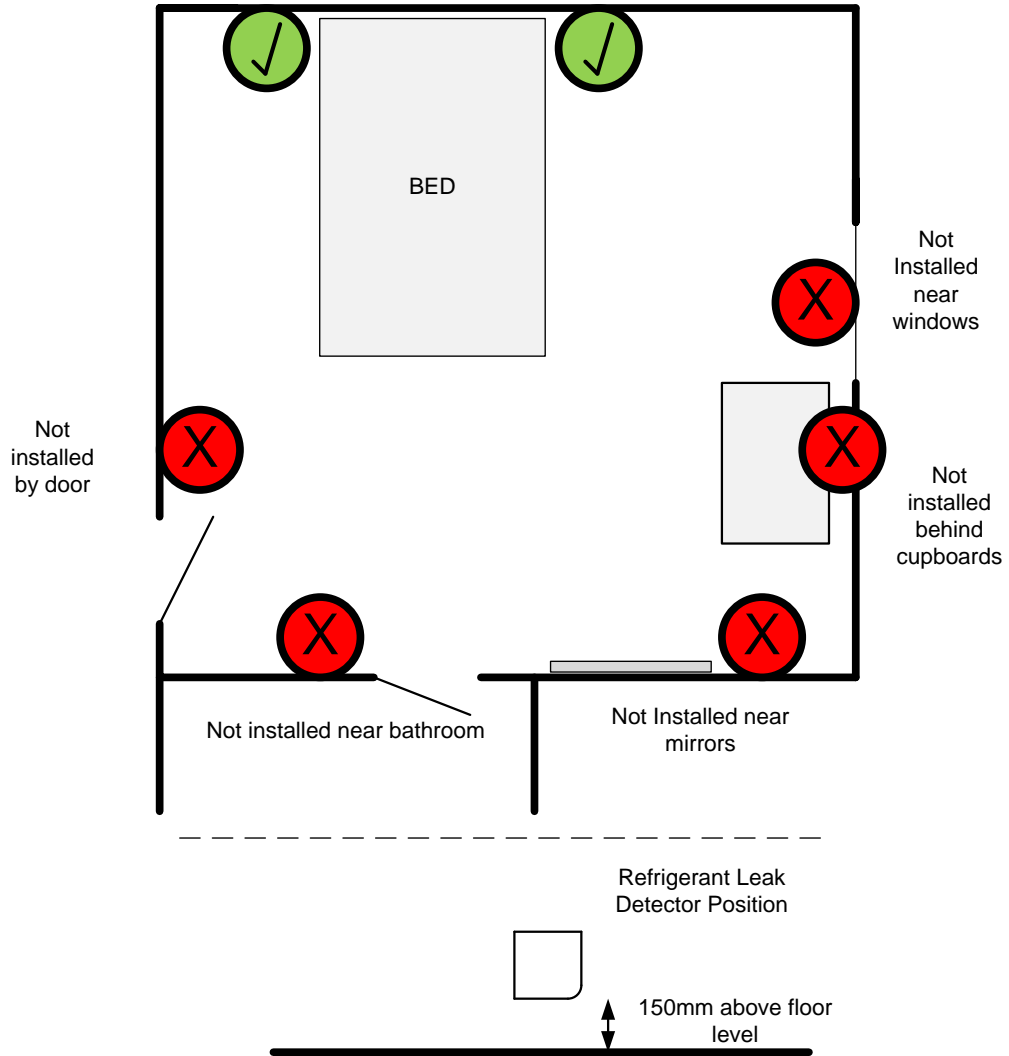 BED
Not
Installed
near
windows
X
Not
installed
by door
X
X
Not
installed
behind
cupboards
X
X
Not installed near bathroom
Not Installed near
mirrors
Refrigerant Leak
Detector Position
150mm above floor
level